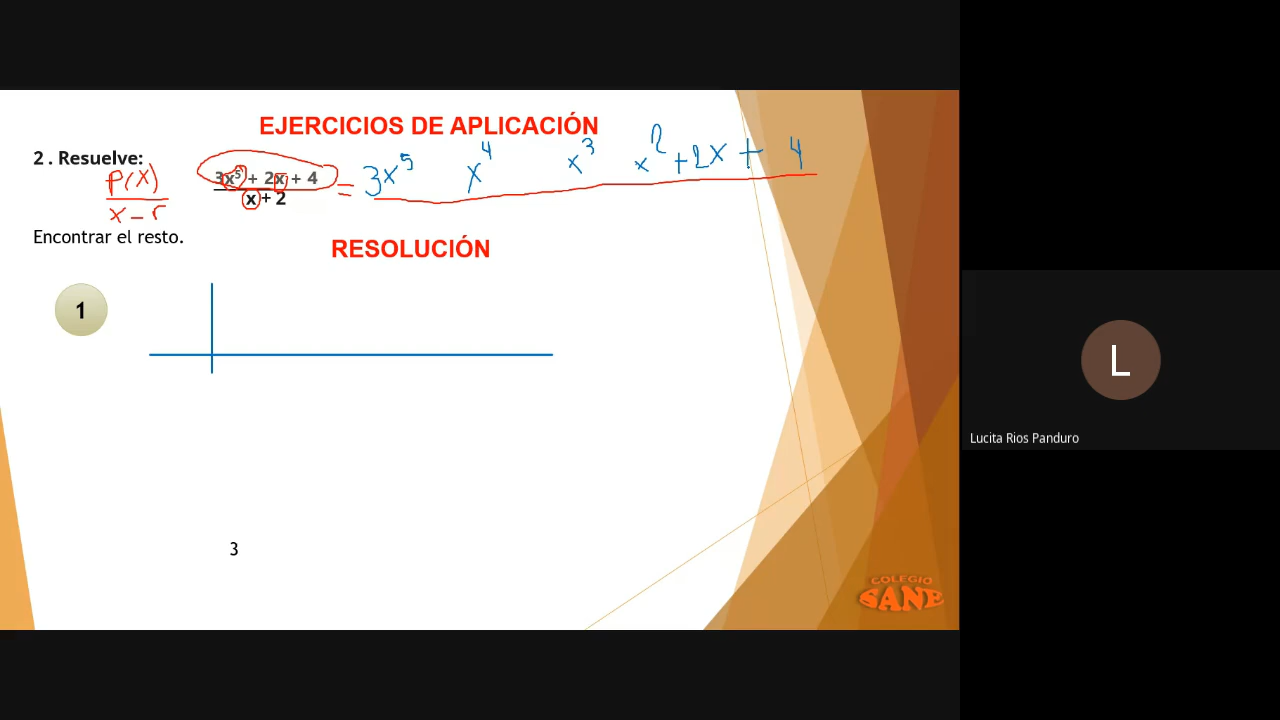 EJERCICIOS DE APLICACIÓN
2 . Resuelve:
P(x)
x - r
3x⁵ + 2x + 4
x + 2
= 3x⁵ x⁴ x³ x² + 2x + 4
Encontrar el resto.
RESOLUCIÓN
1
3
COLEGIO
SANE
L
Lucita Rios Panduro